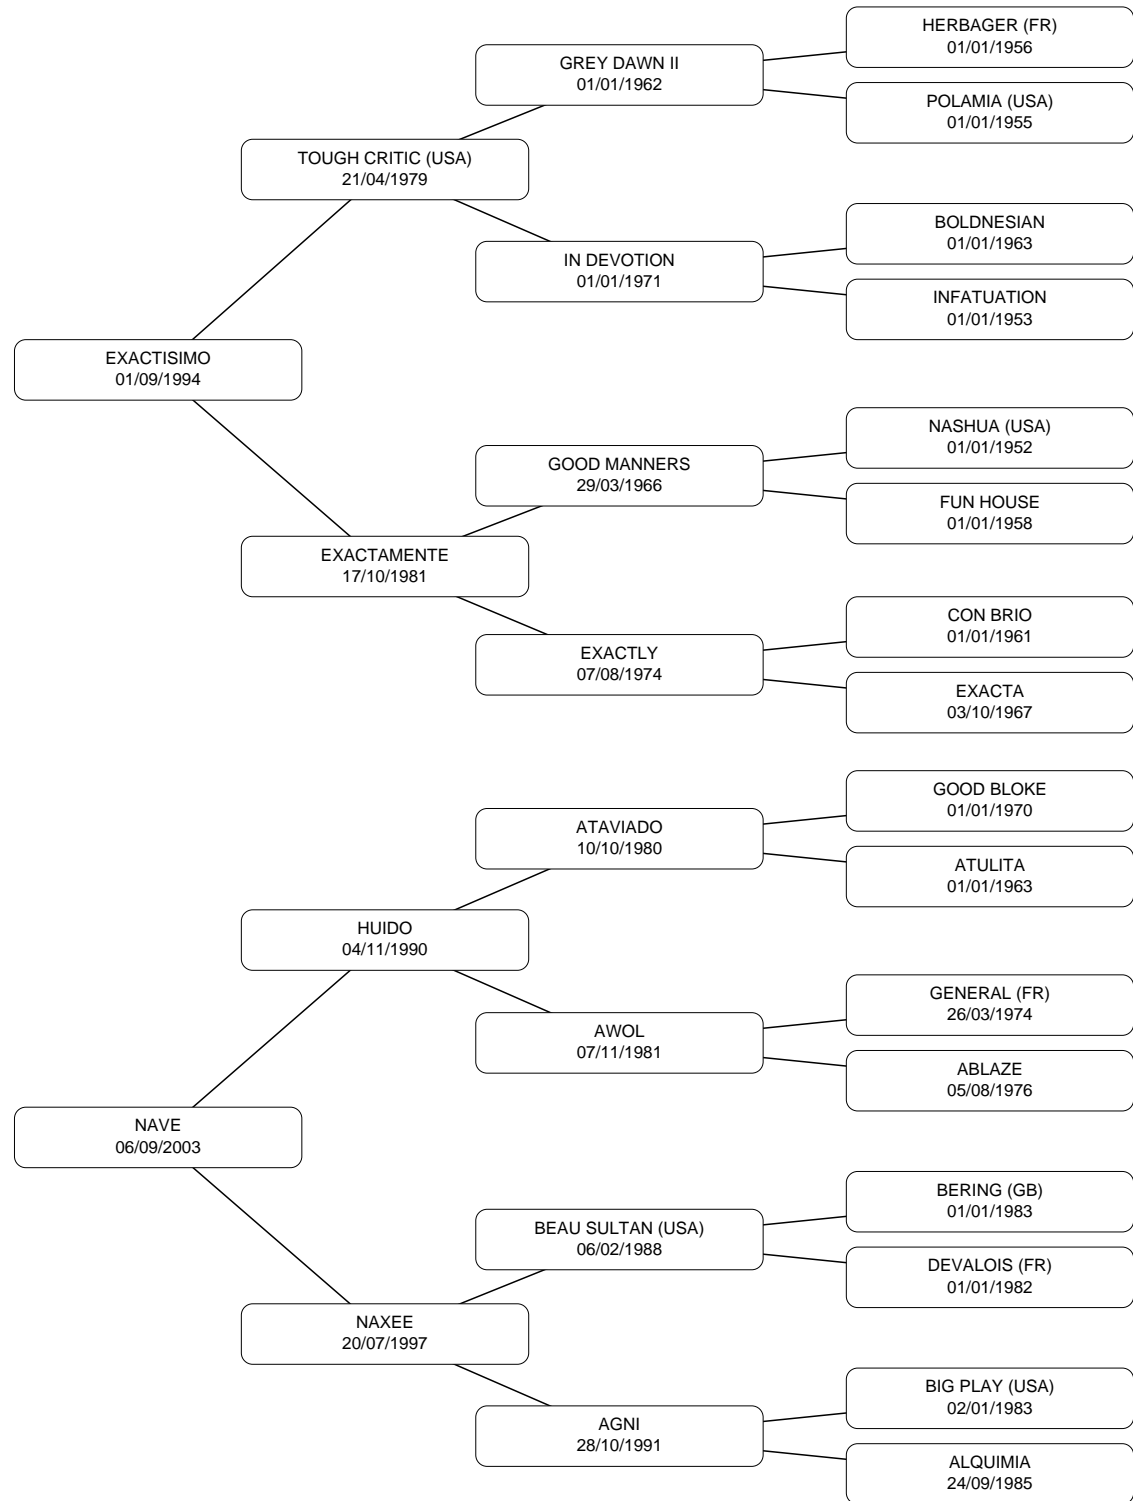 HERBAGER (FR)
01/01/1956
GREY DAWN II
01/01/1962
POLAMIA (USA)
01/01/1955
TOUGH CRITIC (USA)
21/04/1979
BOLDNESIAN
01/01/1963
IN DEVOTION
01/01/1971
INFATUATION
01/01/1953
EXACTISIMO
01/09/1994
NASHUA (USA)
01/01/1952
GOOD MANNERS
29/03/1966
FUN HOUSE
01/01/1958
EXACTAMENTE
17/10/1981
CON BRIO
01/01/1961
EXACTLY
07/08/1974
EXACTA
03/10/1967
GOOD BLOKE
01/01/1970
ATAVIADO
10/10/1980
ATULITA
01/01/1963
HUIDO
04/11/1990
GENERAL (FR)
26/03/1974
AWOL
07/11/1981
ABLAZE
05/08/1976
NAVE
06/09/2003
BERING (GB)
01/01/1983
BEAU SULTAN (USA)
06/02/1988
DEVALOIS (FR)
01/01/1982
NAXEE
20/07/1997
BIG PLAY (USA)
02/01/1983
AGNI
28/10/1991
ALQUIMIA
24/09/1985